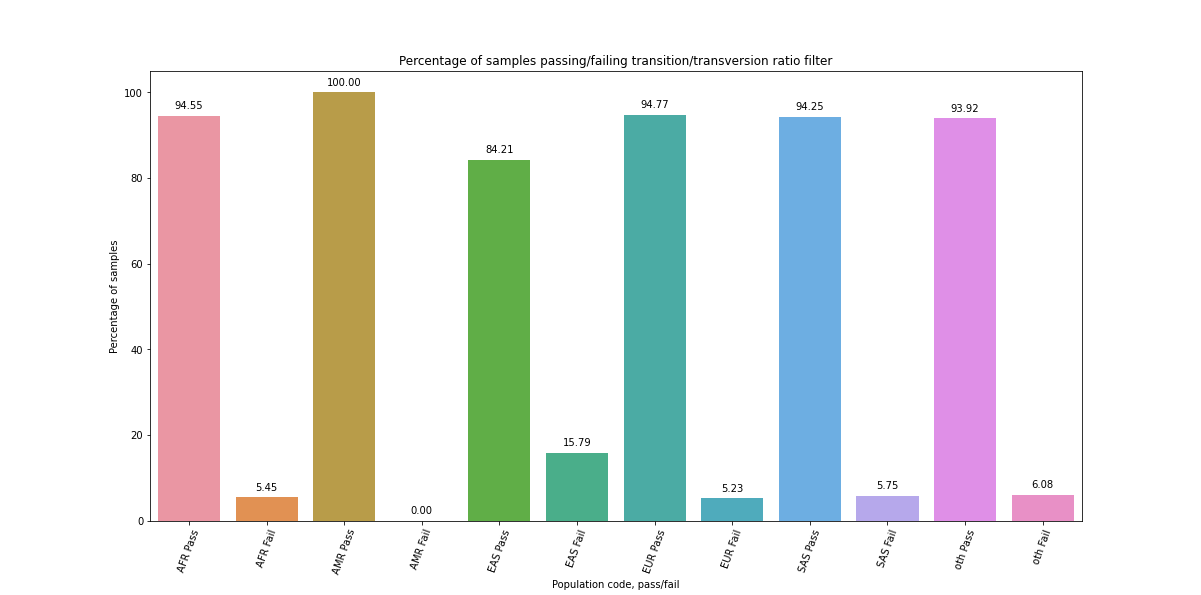 Percentage of samples passing/failing transition/transversion ratio filter
Percentage of samples
100
80
60
40
20
0
94.55
5.45
100.00
0.00
84.21
15.79
94.77
5.23
94.25
5.75
93.92
6.08
AFR Pass
AFR Fail
AMR Pass
AMR Fail
EAS Pass
EAS Fail
EUR Pass
EUR Fail
SAS Pass
SAS Fail
oth Pass
oth Fail
Population code, pass/fail